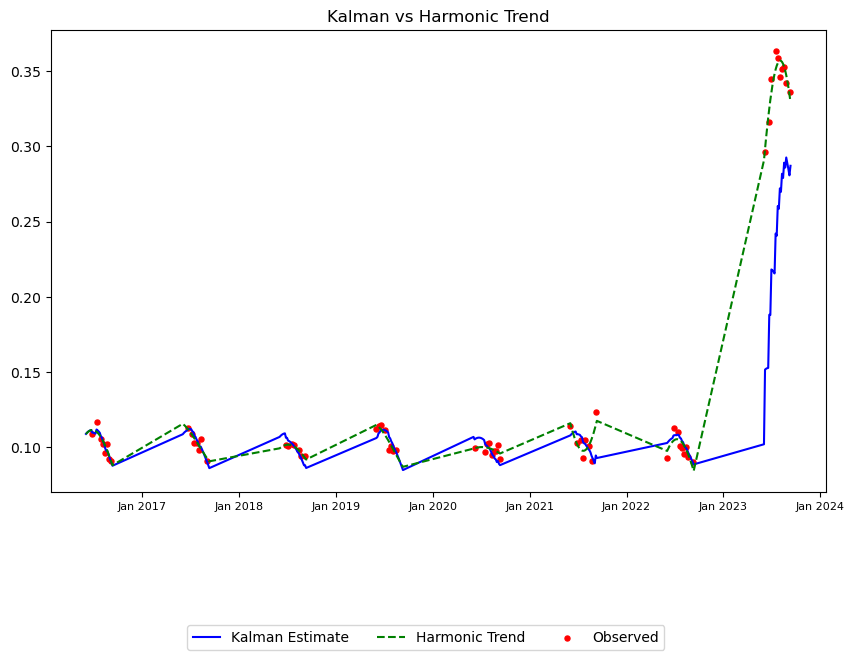 Kalman vs Harmonic Trend
0.35
0.30
0.25
0.20
0.15
0.10
Jan 2017 Jan 2018 Jan 2019 Jan 2020 Jan 2021 Jan 2022 Jan 2023 Jan 2024
Kalman Estimate Harmonic Trend Observed